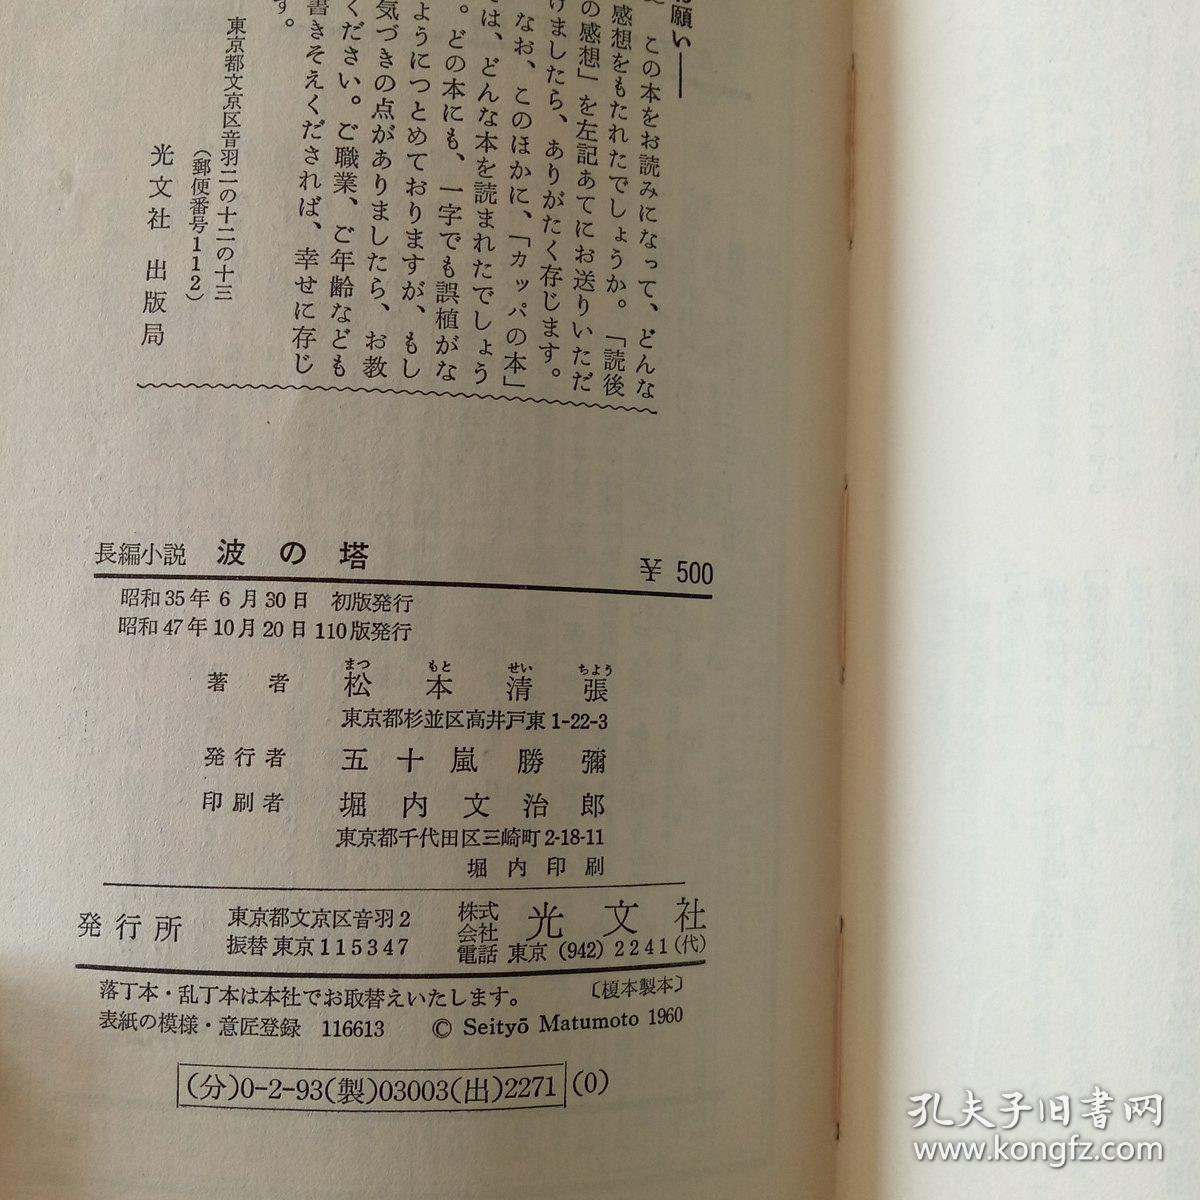 願い──
この本をお読みになって、どんな
感想をもたれたでしょうか。「読後
の感想」を左記あてにお送りいただ
けましたら、ありがたく存じます。
なお、このほかに、「カッパの本」
では、どんな本を読まれたでしょう
。どの本にも、一字でも誤植がな
ようにつとめておりますが、もし
気づきの点がありましたら、お教
ください。ご職業、ご年齢なども
書きそえくだされば、幸せに存じ
す。
東京都文京区音羽二の十二の十三
(郵便番号112)
光文社 出版局
長編小説 波の塔 ¥ 500
昭和35年6月30日 初版発行
昭和47年10月20日 110版発行
まつ もと せい ちょう
著者 松本清張
東京都杉並区高井戸東1-22-3
発行者 五十嵐勝彌
印刷者 堀内文治郎
東京都千代田区三崎町2-18-11
堀内印刷
発行所 東京都文京区音羽2 株式会社 光文社
振替東京115347 電話 東京 (942) 2241(代)
落丁本・乱丁本は本社でお取替えいたします。 〔榎本製本〕
表紙の模様・意匠登録 116613 © Seityō Matumoto 1960
(分)0-2-93(製)03003(出)2271 (0)
孔夫子旧书网
www.kongfz.com